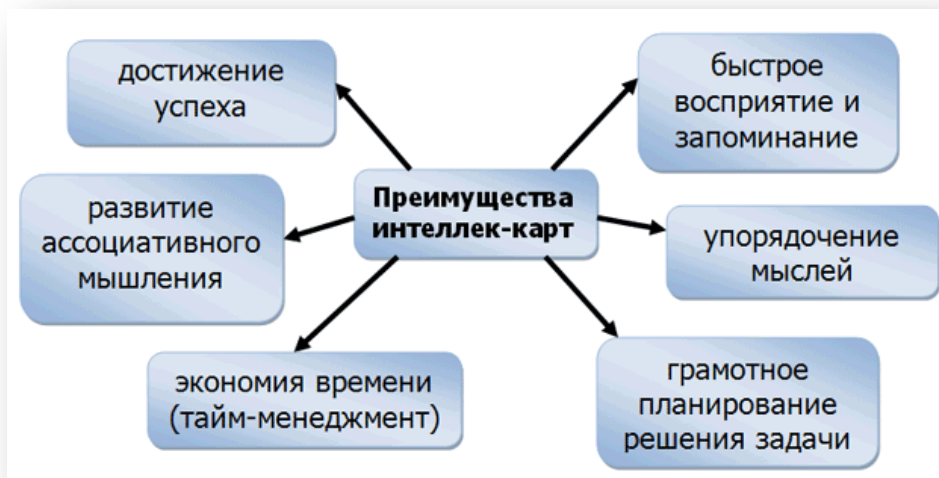 достижение
успеха
быстрое
восприятие и
запоминание
Преимущества
интеллек-карт
развитие
ассоциативного
мышления
упорядочение
мыслей
экономия времени
(тайм-менеджмент)
грамотное
планирование
решения задачи